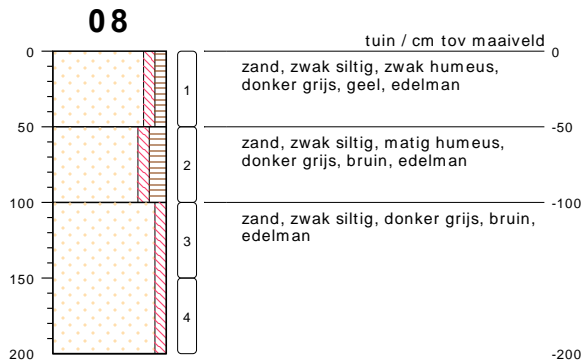 08
tuin / cm tov maaiveld
0
0
zand, zwak siltig, zwak humeus,
donker grijs, geel, edelman
1
50
-50
zand, zwak siltig, matig humeus,
donker grijs, bruin, edelman
2
100
-100
zand, zwak siltig, donker grijs, bruin,
edelman
3
150
4
200
-200